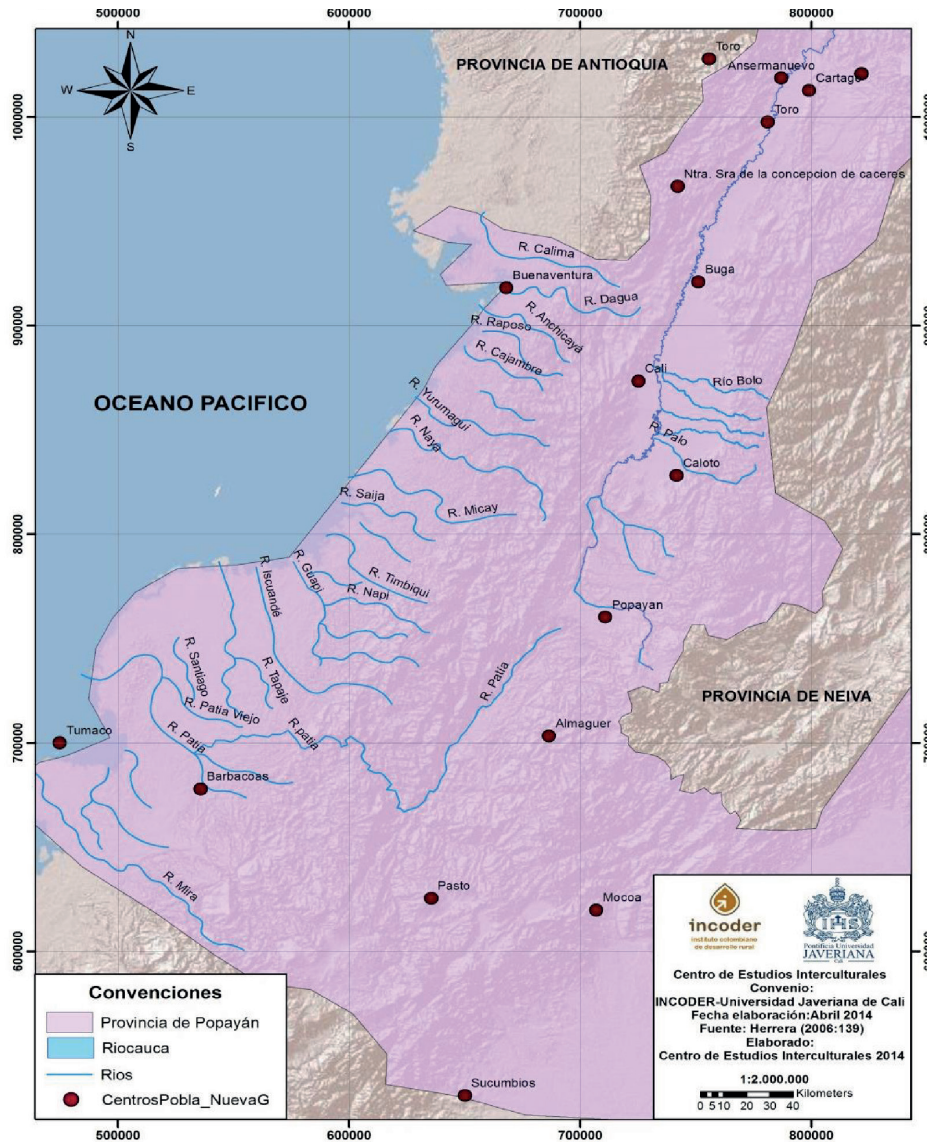 500000 600000 700000 800000
N
W E
S
PROVINCIA DE ANTIOQUIA
Toro
Ansermanuevo
Cartago
Toro
1000000 1000000
Ntra. Sra de la concepcion de caceres
R. Calima
Buenaventura
Buga
R. Dagua
R. Anchicayá
R. Raposo
900000
R. Cajambre
Cali
Rio Bolo
OCEANO PACIFICO
R. Yurumagui
R. Naya
R. Palo
Caloto
R. Saija
R. Micay
800000
R. Iscuandé
R. Guapi
R. Timbiqui
R. Napi
Popayan
R. Santiago
R. Tapaje
R. Patia
PROVINCIA DE NEIVA
R. Patia Viejo
R. Patia
R.patia
Almaguer
Tumaco
700000 700000
Barbacoas
R. Mira
Pasto
Mocoa
600000
incoder
instituto colombiano
de desarrollo rural
IHS
Pontificia Universidad
JAVERIANA
Cali
Centro de Estudios Interculturales
Convenio:
INCODER-Universidad Javeriana de Cali
Fecha elaboración:Abril 2014
Fuente: Herrera (2006:139)
Elaborado:
Centro de Estudios Interculturales 2014
1:2.000.000
Kilometers
0 5 10 20 30 40
Convenciones
Provincia de Popayán
Riocauca
Rios
CentrosPobla_NuevaG
Sucumbios
500000 600000 700000 800000